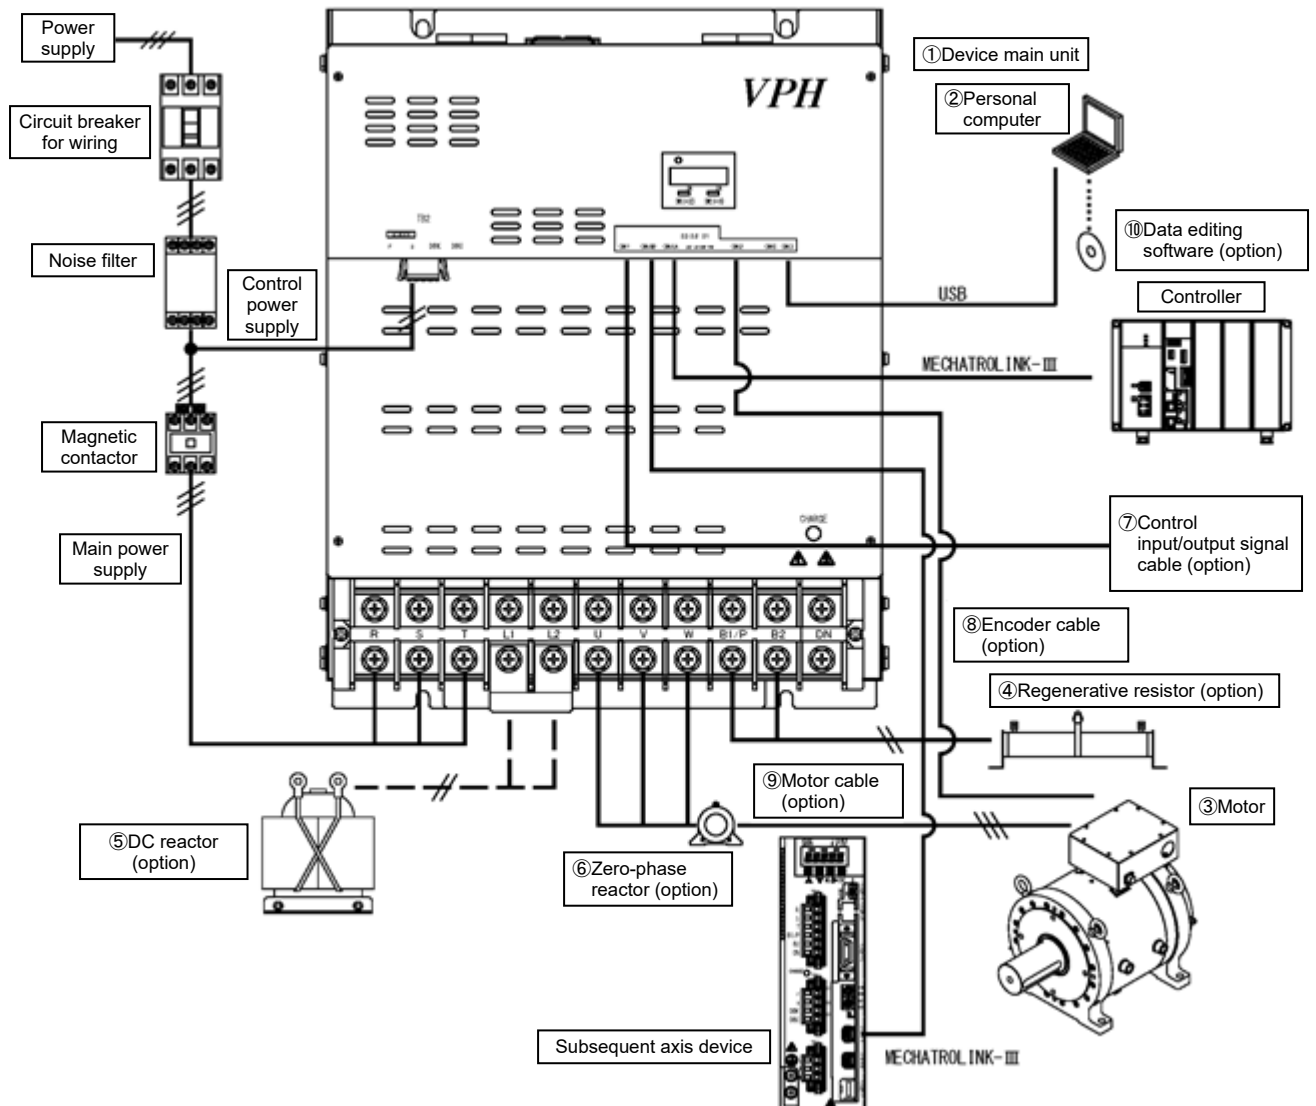 Power
supply
Circuit breaker
for wiring
Noise filter
Control
power
supply
Magnetic
contactor
Main power
supply
VPH
TB2
①Device main unit
②Personal
computer
⑩Data editing
software (option)
USB
Controller
MECHATROLINK-Ⅲ
CHARGE
⑦Control
input/output signal
cable (option)
R S T L1 L2 U V W B1/P B2 DN
⑧Encoder cable
(option)
④Regenerative resistor (option)
⑨Motor cable
(option)
③Motor
⑤DC reactor
(option)
⑥Zero-phase
reactor (option)
Subsequent axis device
MECHATROLINK-Ⅲ